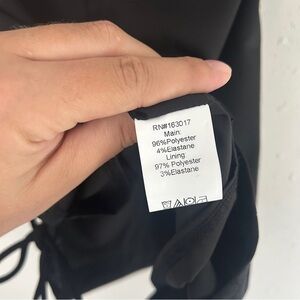 RN#163017
Main:
96%Polyester
4%Elastane
Lining
97% Polyester
3%Elastane